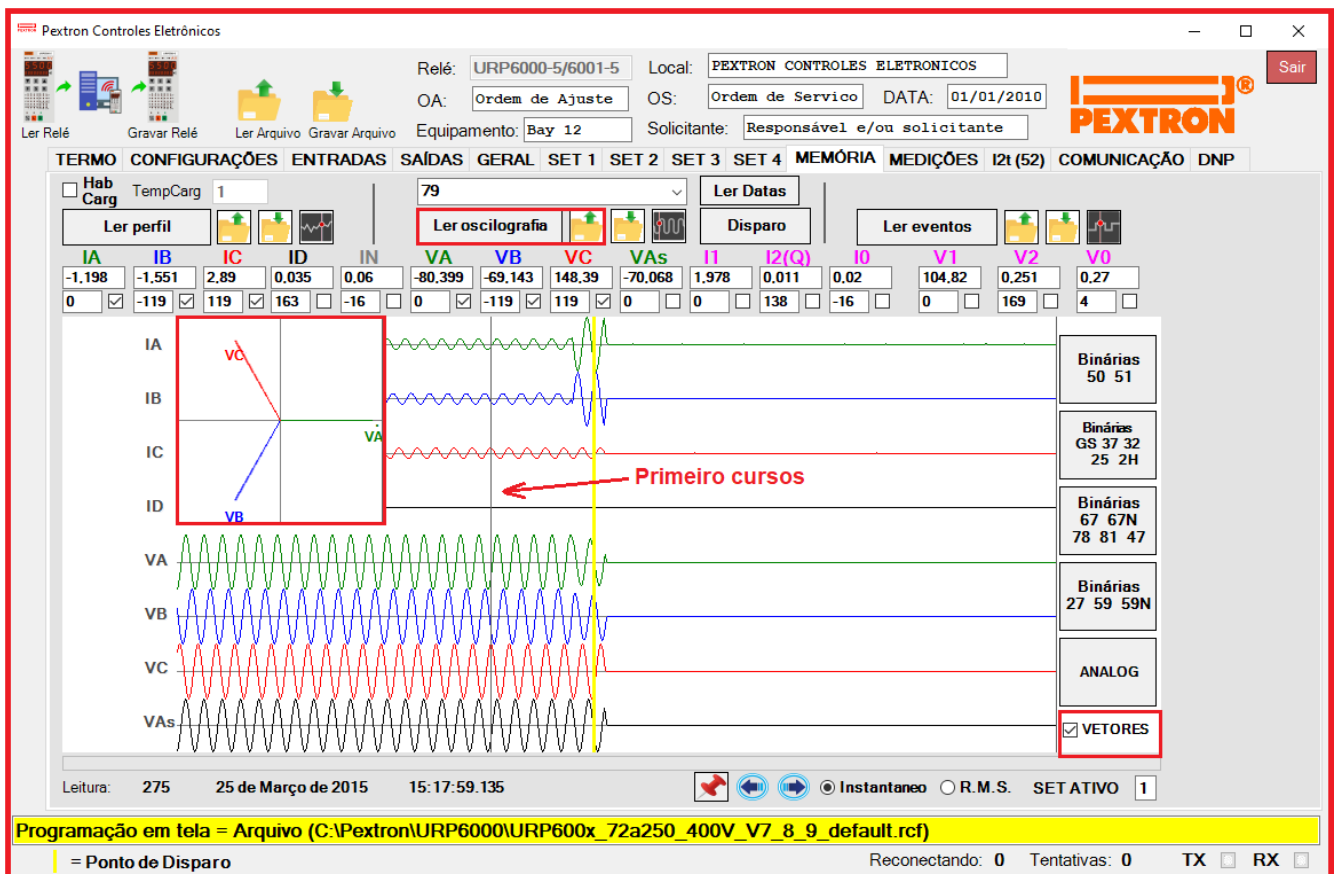 Pextron Controles Eletrônicos
Relé: URP6000-5/6001-5 Local: PEXTRON CONTROLES ELETRONICOS Sair
OA: Ordem de Ajuste OS: Ordem de Servico DATA: 01/01/2010
PEXTRON®
Ler Relé Gravar Relé Ler Arquivo Gravar Arquivo Equipamento: Bay 12 Solicitante: Responsável e/ou solicitante
TERMO CONFIGURAÇÕES ENTRADAS SAÍDAS GERAL SET 1 SET 2 SET 3 SET 4 MEMÓRIA MEDIÇÕES I2t (52) COMUNICAÇÃO DNP
Hab Carg TempCarg 1 79 Ler Datas
Ler perfil Ler oscilografia Disparo Ler eventos
IA IB IC ID IN VA VB VC VAs I1 I2(Q) I0 V1 V2 V0
-1,198 -1,551 2,89 0,035 0,06 -80,399 -69,143 148,39 -70,068 1,978 0,011 0,02 104,82 0,251 0,27
0 -119 119 163 -16 0 -119 119 0 0 138 -16 0 169 4
IA
IB
IC
ID
VA
VB
VC
VAs
VC
VA
VB
Primeiro cursos
Binárias
50 51
Binárias
GS 37 32
25 2H
Binárias
67 67N
78 81 47
Binárias
27 59 59N
ANALOG
VETORES
Leitura: 275 25 de Março de 2015 15:17:59.135 Instantaneo R.M.S. SET ATIVO 1
Programação em tela = Arquivo (C:\Pextron\URP6000\URP600x_72a250_400V_V7_8_9_default.rcf)
= Ponto de Disparo Reconectando: 0 Tentativas: 0 TX RX